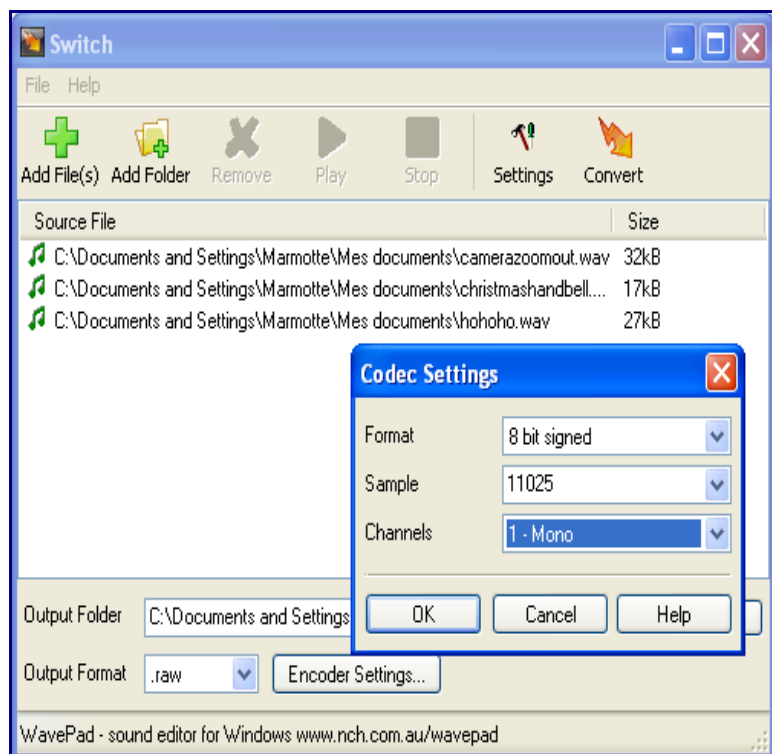 Switch
File Help
Add File(s) Add Folder Remove Play Stop Settings Convert
Source File Size
C:\Documents and Settings\Marmotte\Mes documents\camerazoomout.wav 32kB
C:\Documents and Settings\Marmotte\Mes documents\christmashandbell.... 17kB
C:\Documents and Settings\Marmotte\Mes documents\hohoho.wav 27kB
Codec Settings
Format 8 bit signed
Sample 11025
Channels 1 - Mono
OK Cancel Help
Output Folder C:\Documents and Settings
Output Format .raw Encoder Settings...
WavePad - sound editor for Windows www.nch.com.au/wavepad